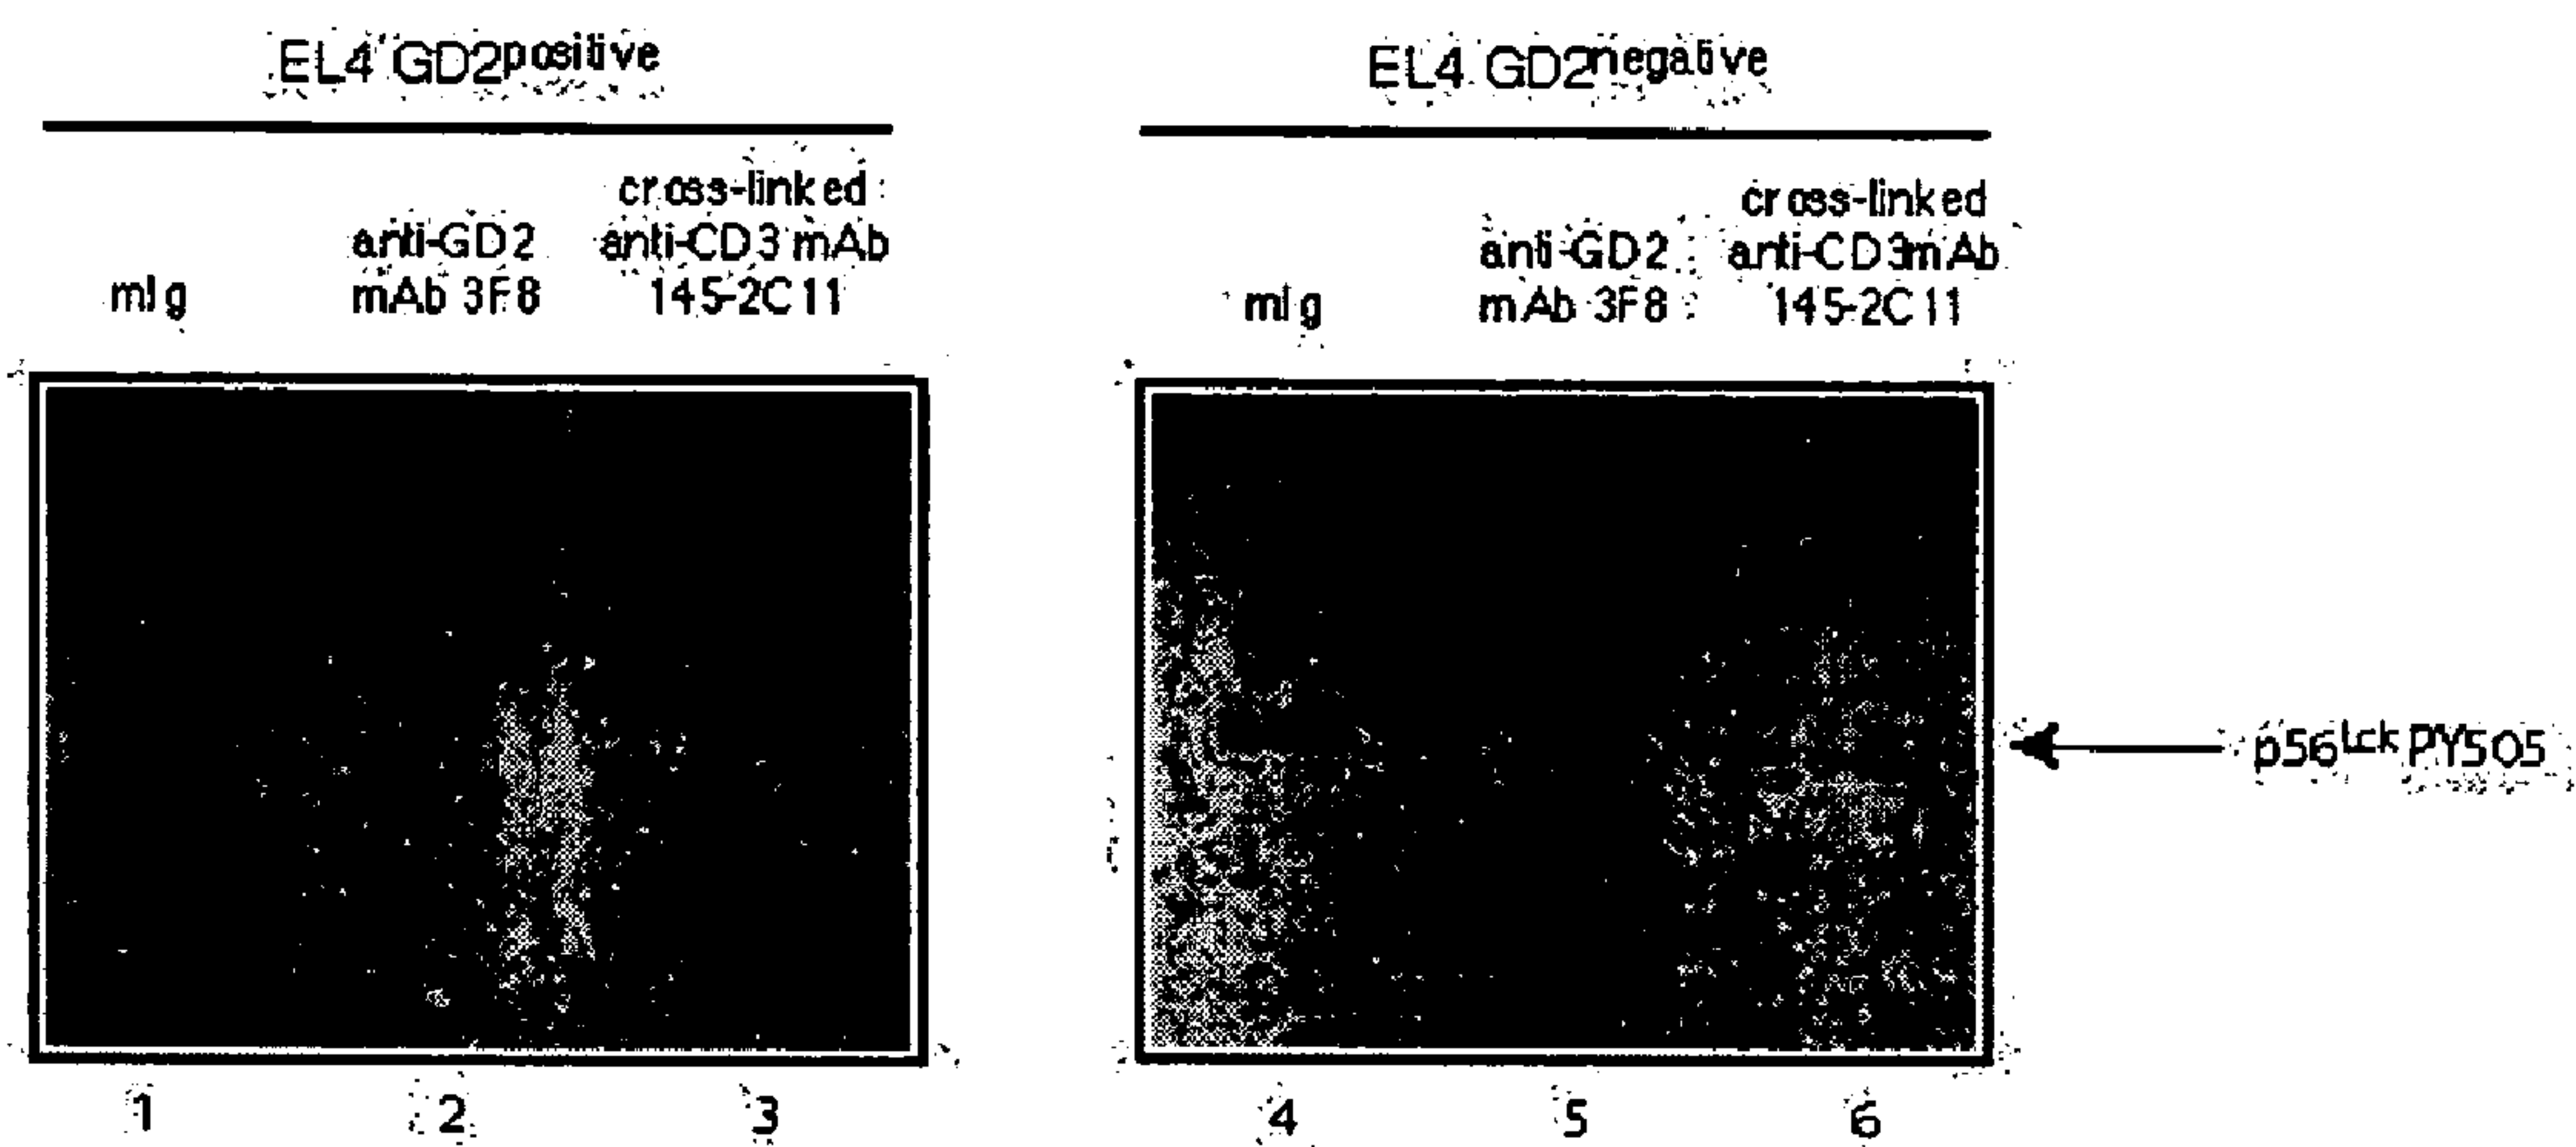 EL4 GD2positive
mIg
anti-GD2
mAb 3F8
cross-linked
anti-CD3 mAb
145-2C11
EL4 GD2negative
mIg
anti-GD2
mAb 3F8
cross-linked
anti-CD3mAb
145-2C11
p56Lck PY505
1 2 3
4 5 6